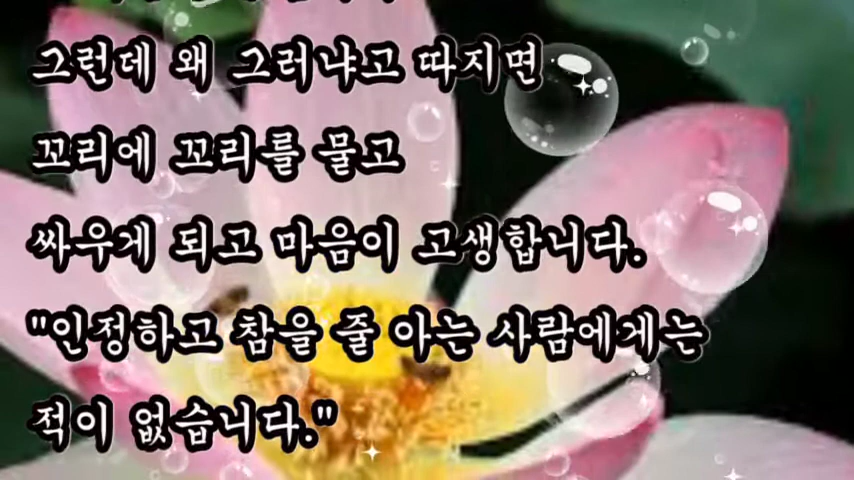 그런데 왜 그러냐고 따지면
꼬리에 꼬리를 물고
싸우게 되고 마음이 고생합니다.
"인정하고 참을 줄 아는 사람에게는
적이 없습니다."